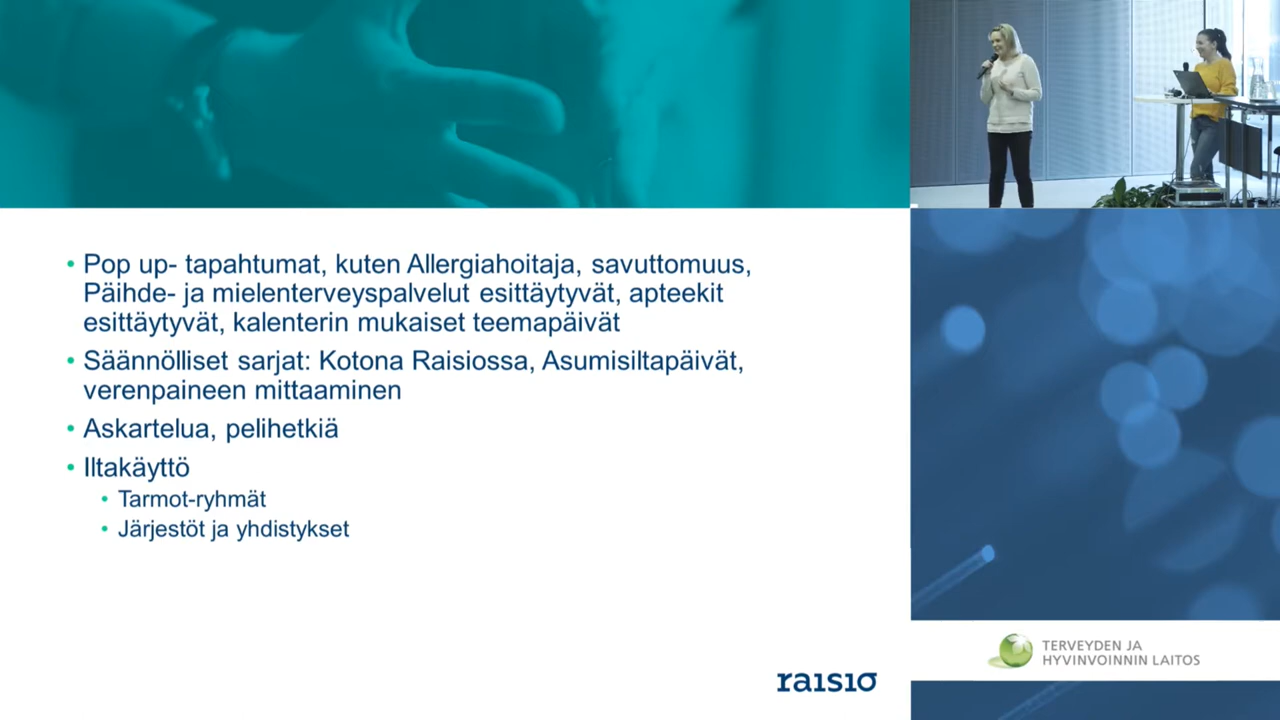 • Pop up- tapahtumat, kuten Allergiahoitaja, savuttomuus,
Päihde- ja mielenterveyspalvelut esittäytyvät, apteekit
esittäytyvät, kalenterin mukaiset teemapäivät
• Säännölliset sarjat: Kotona Raisiossa, Asumisiltapäivät,
verenpaineen mittaaminen
• Askartelua, pelihetkiä
• Iltakäyttö
• Tarmot-ryhmät
• Järjestöt ja yhdistykset
raisio
TERVEYDEN JA
HYVINVOINNIN LAITOS